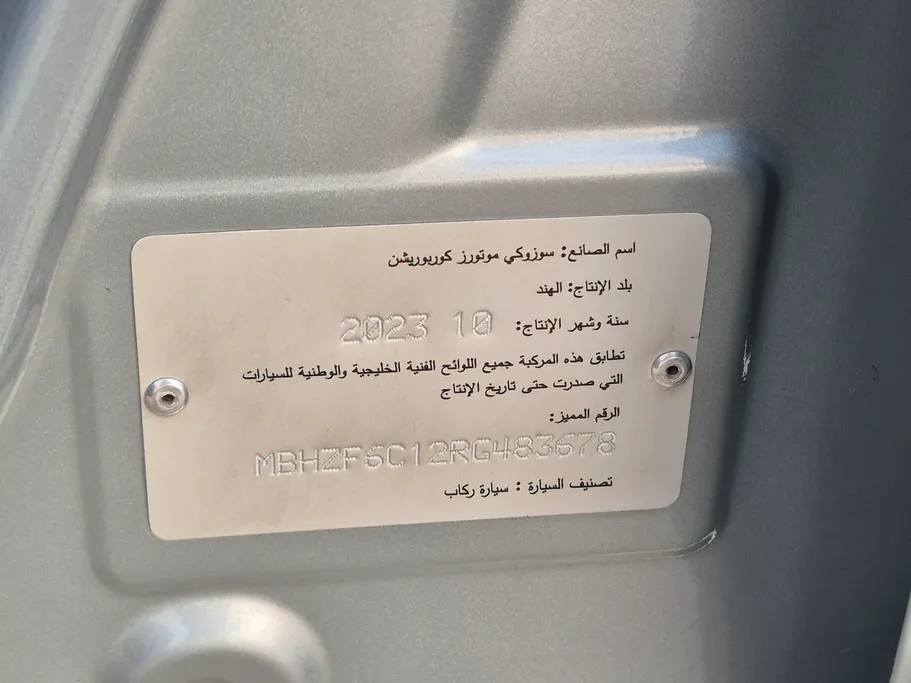 اسم الصانع: سوزوكي موتورز كوربوريشن
بلد الإنتاج: الهند
سنة وشهر الإنتاج: 2023 10
تطابق هذه المركبة جميع اللوائح الفنية الخليجية والوطنية للسيارات
التي صدرت حتى تاريخ الإنتاج
الرقم المميز:
MBHZF6C12RG483678
تصنيف السيارة : سيارة ركاب